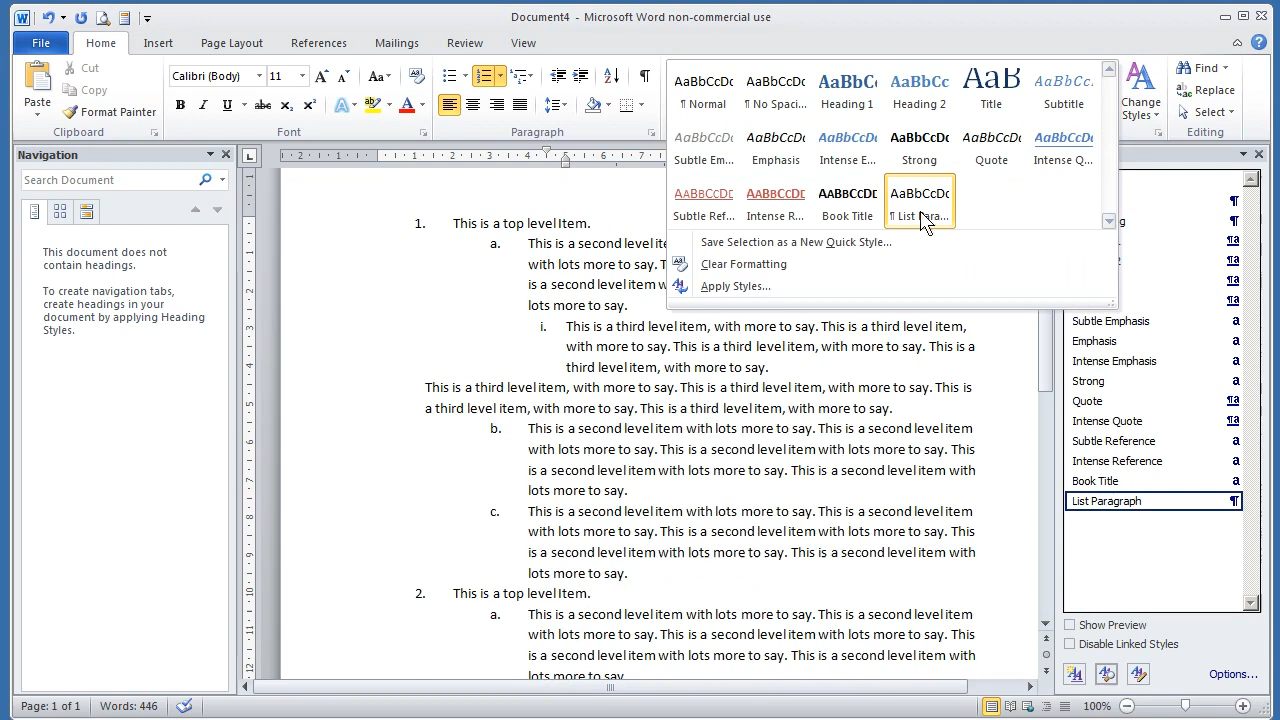 Document4 - Microsoft Word non-commercial use
File Home Insert Page Layout References Mailings Review View
Paste
Cut
Copy
Format Painter
Clipboard
Calibri (Body) 11
Font
Paragraph
AaBbCcDc AaBbCcDc AaBbCc AaBbCc AaB AaBbCc.
¶ Normal ¶ No Spaci... Heading 1 Heading 2 Title Subtit
AaBbCcDc AaBbCcDc AaBbCcDc AaBbCcDc AaBbCcDc AaBbCcDc
Subtle Em... Emphasis Intense E... Strong Quote Intense Q...
AABBCCDD AABBCCDD AABBCCDD AaBbCcDc
Subtle Ref... Intense R... Book Title ¶ List Para...
Save Selection as a New Quick Style...
Clear Formatting
Apply Styles...
Change
Styles
Find
Replace
Select
Editing
Navigation
Search Document
This document does not
contain headings.
To create navigation tabs,
create headings in your
document by applying Heading
Styles.
1. This is a top level Item.
a. This is a second level ite
with lots more to say. T
is a second level item w
lots more to say.
i. This is a third level item, with more to say. This is a third level item,
with more to say. This is a third level item, with more to say. This is a
third level item, with more to say.
This is a third level item, with more to say. This is a third level item, with more to say. This is
a third level item, with more to say. This is a third level item, with more to say.
b. This is a second level item with lots more to say. This is a second level item
with lots more to say. This is a second level item with lots more to say. This
is a second level item with lots more to say. This is a second level item with
lots more to say.
c. This is a second level item with lots more to say. This is a second level item
with lots more to say. This is a second level item with lots more to say. This
is a second level item with lots more to say. This is a second level item with
lots more to say.
2. This is a top level Item.
a. This is a second level item with lots more to say. This is a second level item
with lots more to say. This is a second level item with lots more to say. This
is a second level item with lots more to say. This is a second level item with
lots more to say.
Subtle Emphasis a
Emphasis a
Intense Emphasis a
Strong a
Quote ¶a
Intense Quote ¶a
Subtle Reference a
Intense Reference a
Book Title a
List Paragraph ¶
Show Preview
Disable Linked Styles
Options...
Page: 1 of 1 Words: 446 100%